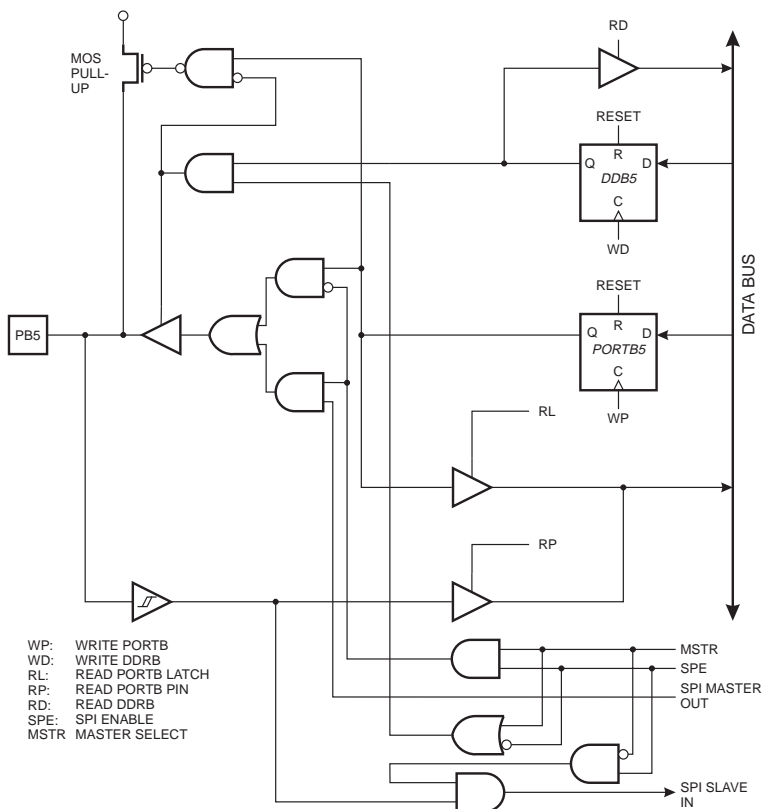 RD
MOS
PULL-
UP
RESET
R
Q
D
DDB5
C
WD
RESET
R
Q
D
PORTB5
C
WP
DATA BUS
PB5
RL
RP
MSTR
SPE
SPI MASTER
OUT
SPI SLAVE
IN
WP: WRITE PORTB
WD: WRITE DDRB
RL: READ PORTB LATCH
RP: READ PORTB PIN
RD: READ DDRB
SPE: SPI ENABLE
MSTR MASTER SELECT